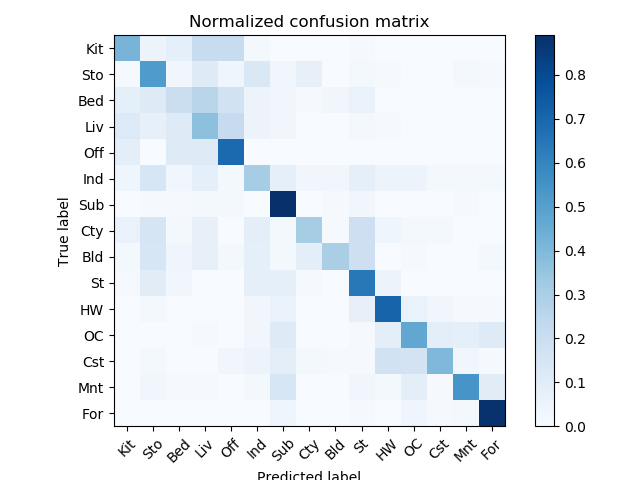 Normalized confusion matrix
True label
Kit
Sto
Bed
Liv
Off
Ind
Sub
Cty
Bld
St
HW
OC
Cst
Mnt
For
Kit
Sto
Bed
Liv
Off
Ind
Sub
Cty
Bld
St
HW
OC
Cst
Mnt
For
Predicted label
0.8
0.7
0.6
0.5
0.4
0.3
0.2
0.1
0.0